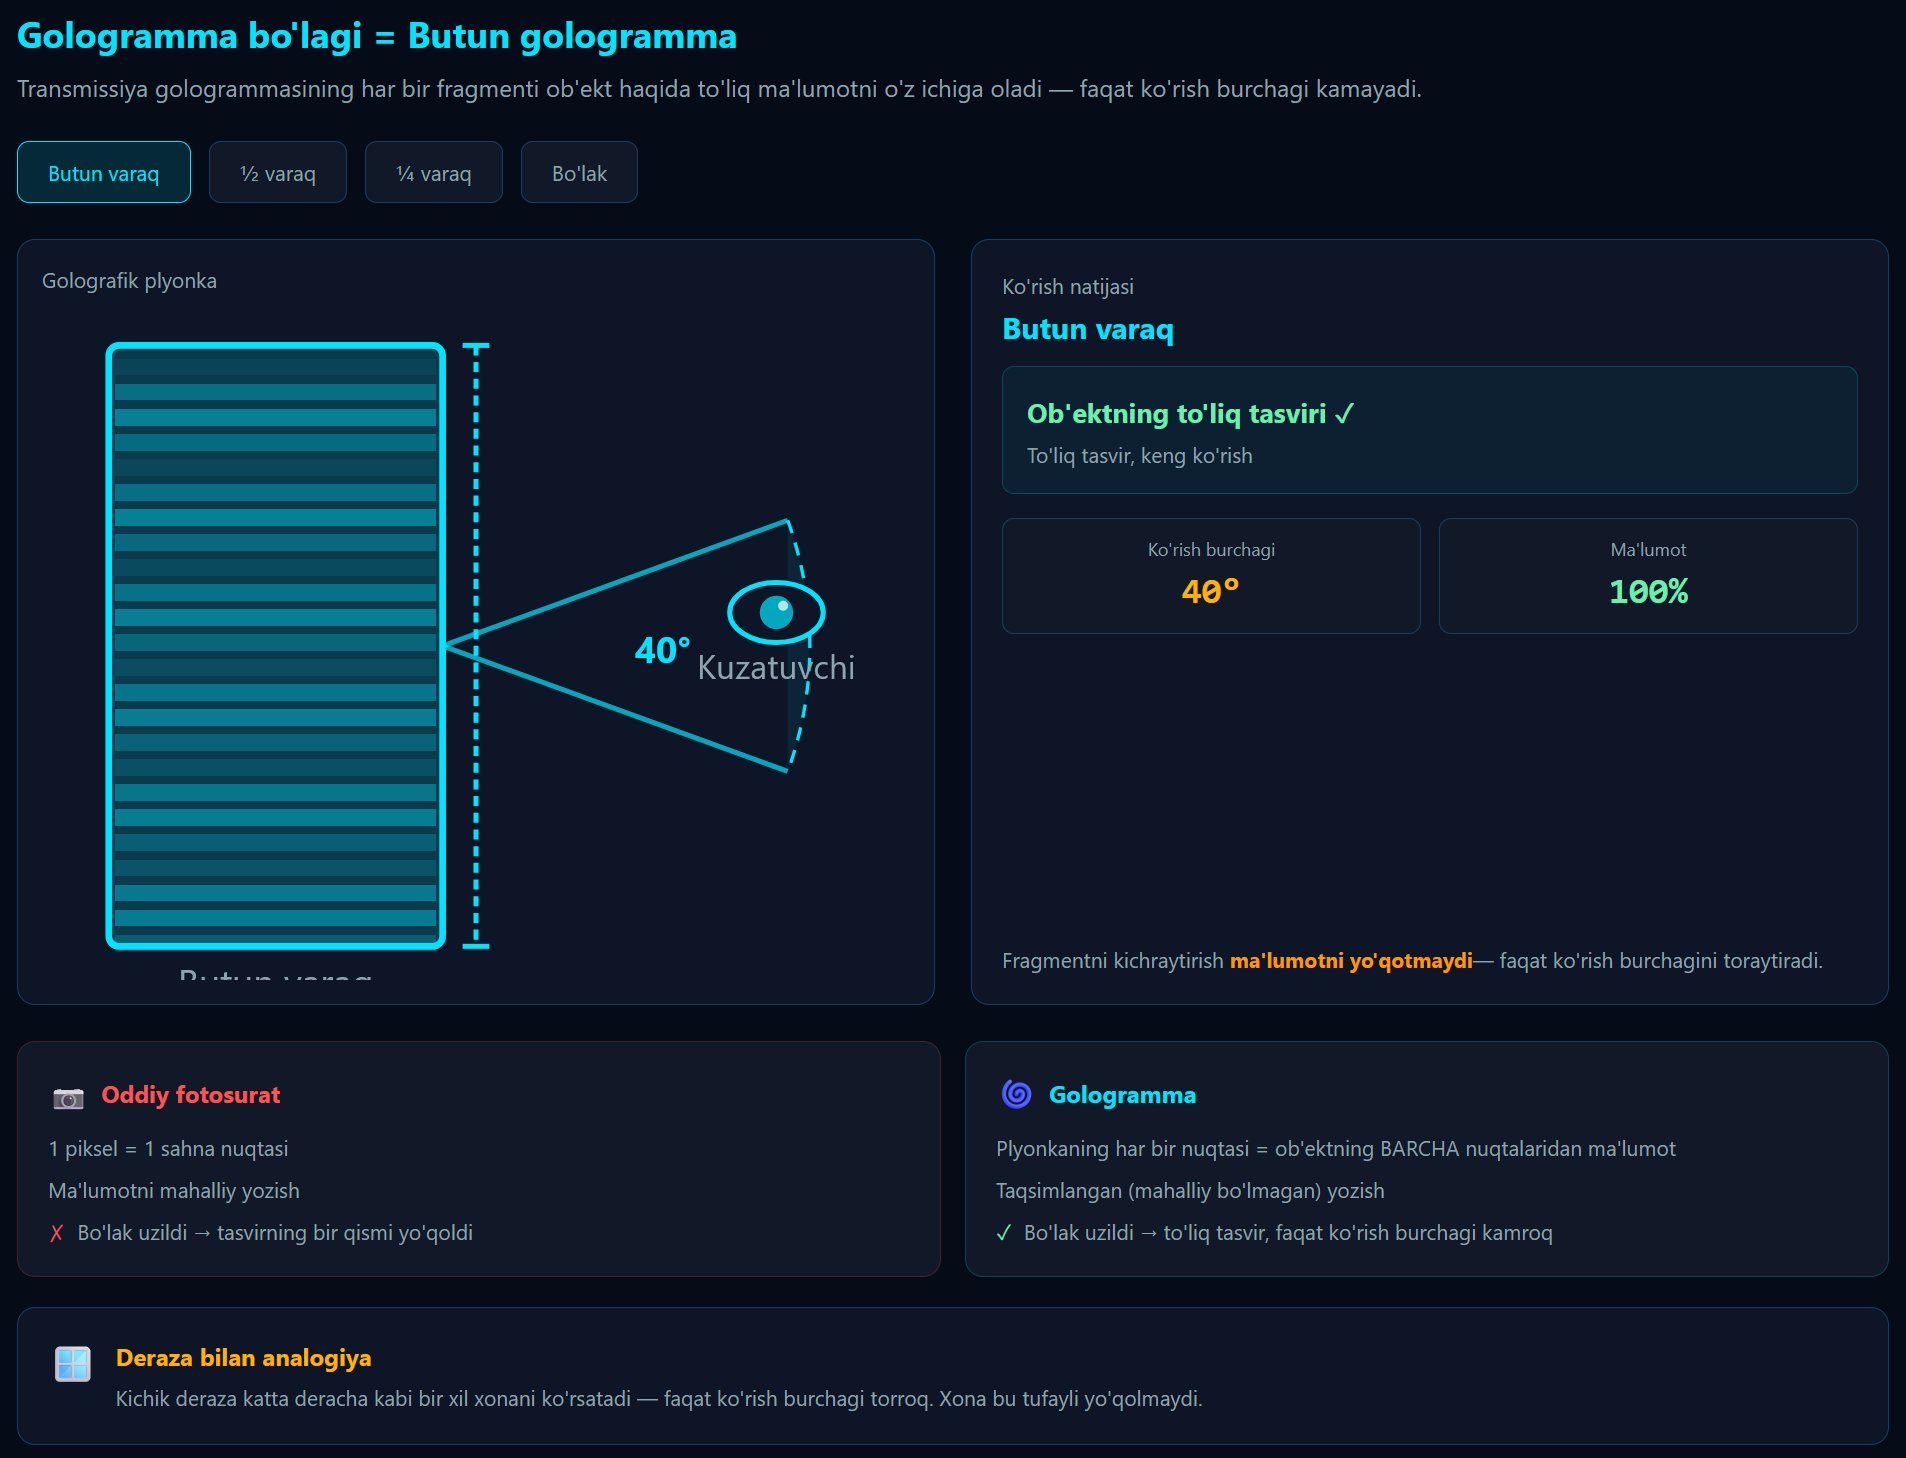 Gologramma bo'lagi = Butun gologramma
Transmissiya gologrammasining har bir fragmenti ob'ekt haqida to'liq ma'lumotni o'z ichiga oladi — faqat ko'rish burchagi kamayadi.
Butun varaq
½ varaq
¼ varaq
Bo'lak
Golografik plyonka
40°
Kuzatuvchi
Butun varaq
Ko'rish natijasi
Butun varaq
Ob'ektning to'liq tasviri ✓
To'liq tasvir, keng ko'rish
Ko'rish burchagi
40°
Ma'lumot
100%
Fragmentni kichraytirish ma'lumotni yo'qotmaydi— faqat ko'rish burchagini toraytiradi.
Oddiy fotosurat
1 piksel = 1 sahna nuqtasi
Ma'lumotni mahalliy yozish
✗ Bo'lak uzildi → tasvirning bir qismi yo'qoldi
Gologramma
Plyonkaning har bir nuqtasi = ob'ektning BARCHA nuqtalaridan ma'lumot
Taqsimlangan (mahalliy bo'lmagan) yozish
✓ Bo'lak uzildi → to'liq tasvir, faqat ko'rish burchagi kamroq
Deraza bilan analogiya
Kichik deraza katta deracha kabi bir xil xonani ko'rsatadi — faqat ko'rish burchagi torroq. Xona bu tufayli yo'qolmaydi.